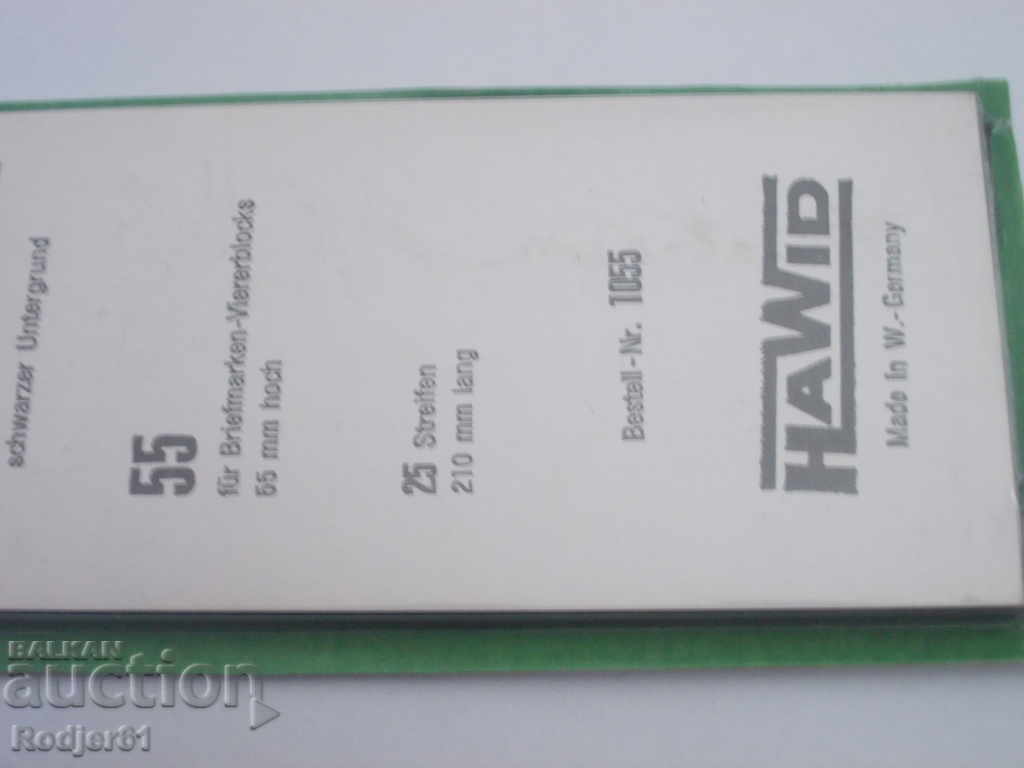 schwarzer Untergrund
55
für Briefmarken-Viererblocks
55 mm hoch
25 Streifen
210 mm lang
Bestell-Nr. 1055
HAWID
Made in W.-Germany
BALKAN
auction
Rodjer61